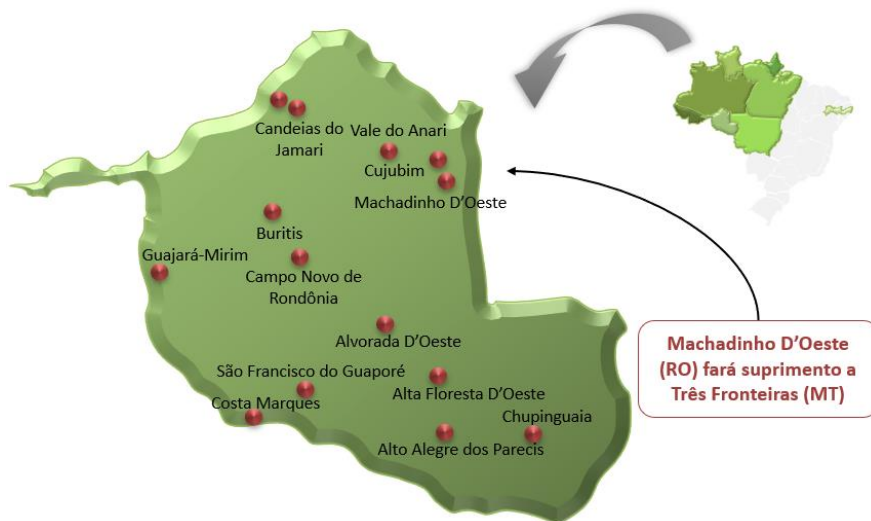 Candeias do
Jamari
Vale do Anari
Cujubim
Machadinho D’Oeste
Buritis
Guajará-Mirim
Campo Novo de
Rondônia
Alvorada D’Oeste
Machadinho D’Oeste
(RO) fará suprimento a
Três Fronteiras (MT)
São Francisco do Guaporé
Alta Floresta D’Oeste
Costa Marques
Chupinguaia
Alto Alegre dos Parecis